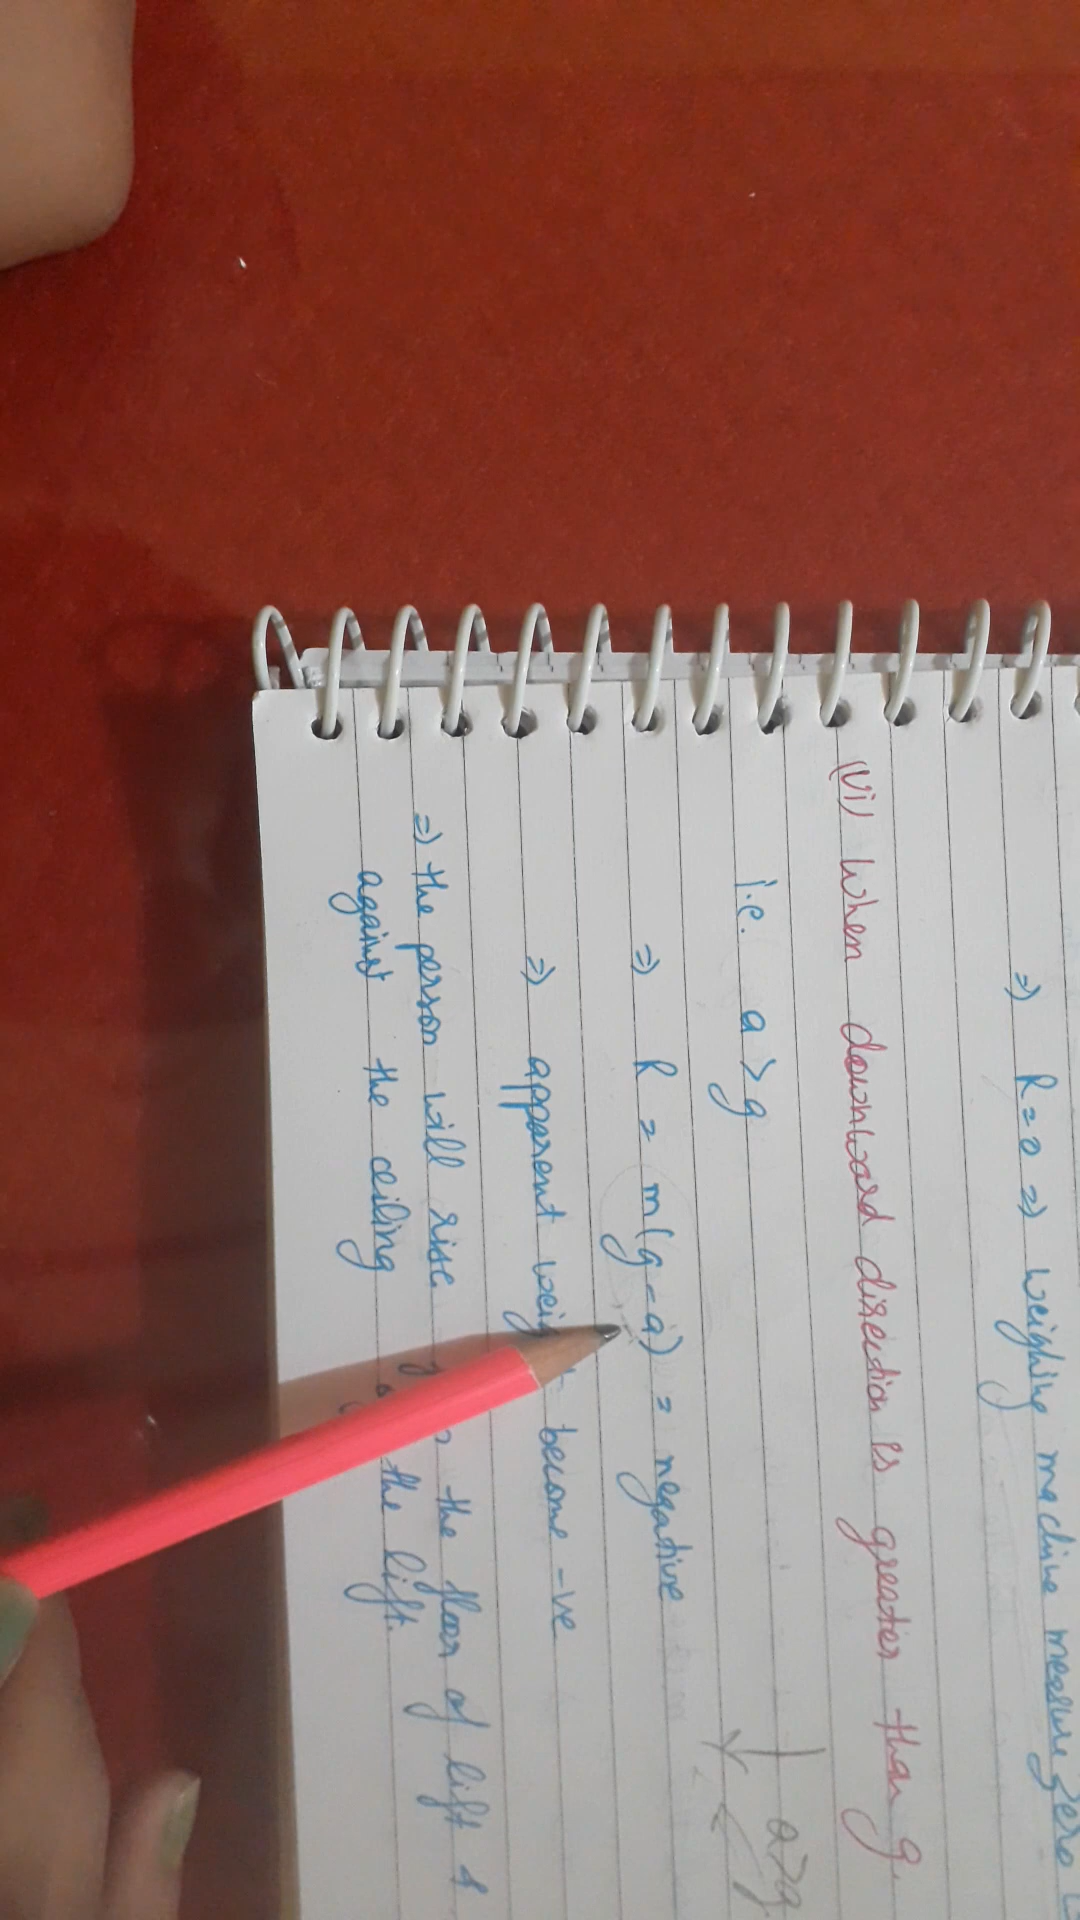 =) R=0 =) weighing machine measure zero
(vi) When downward direction is greater than g.
i.e. a > g
a>g.
=) R = m(g-a) = negative
=) apparent become -ve
=) the person will rise the floor of lift &
against the ceiling the lift.